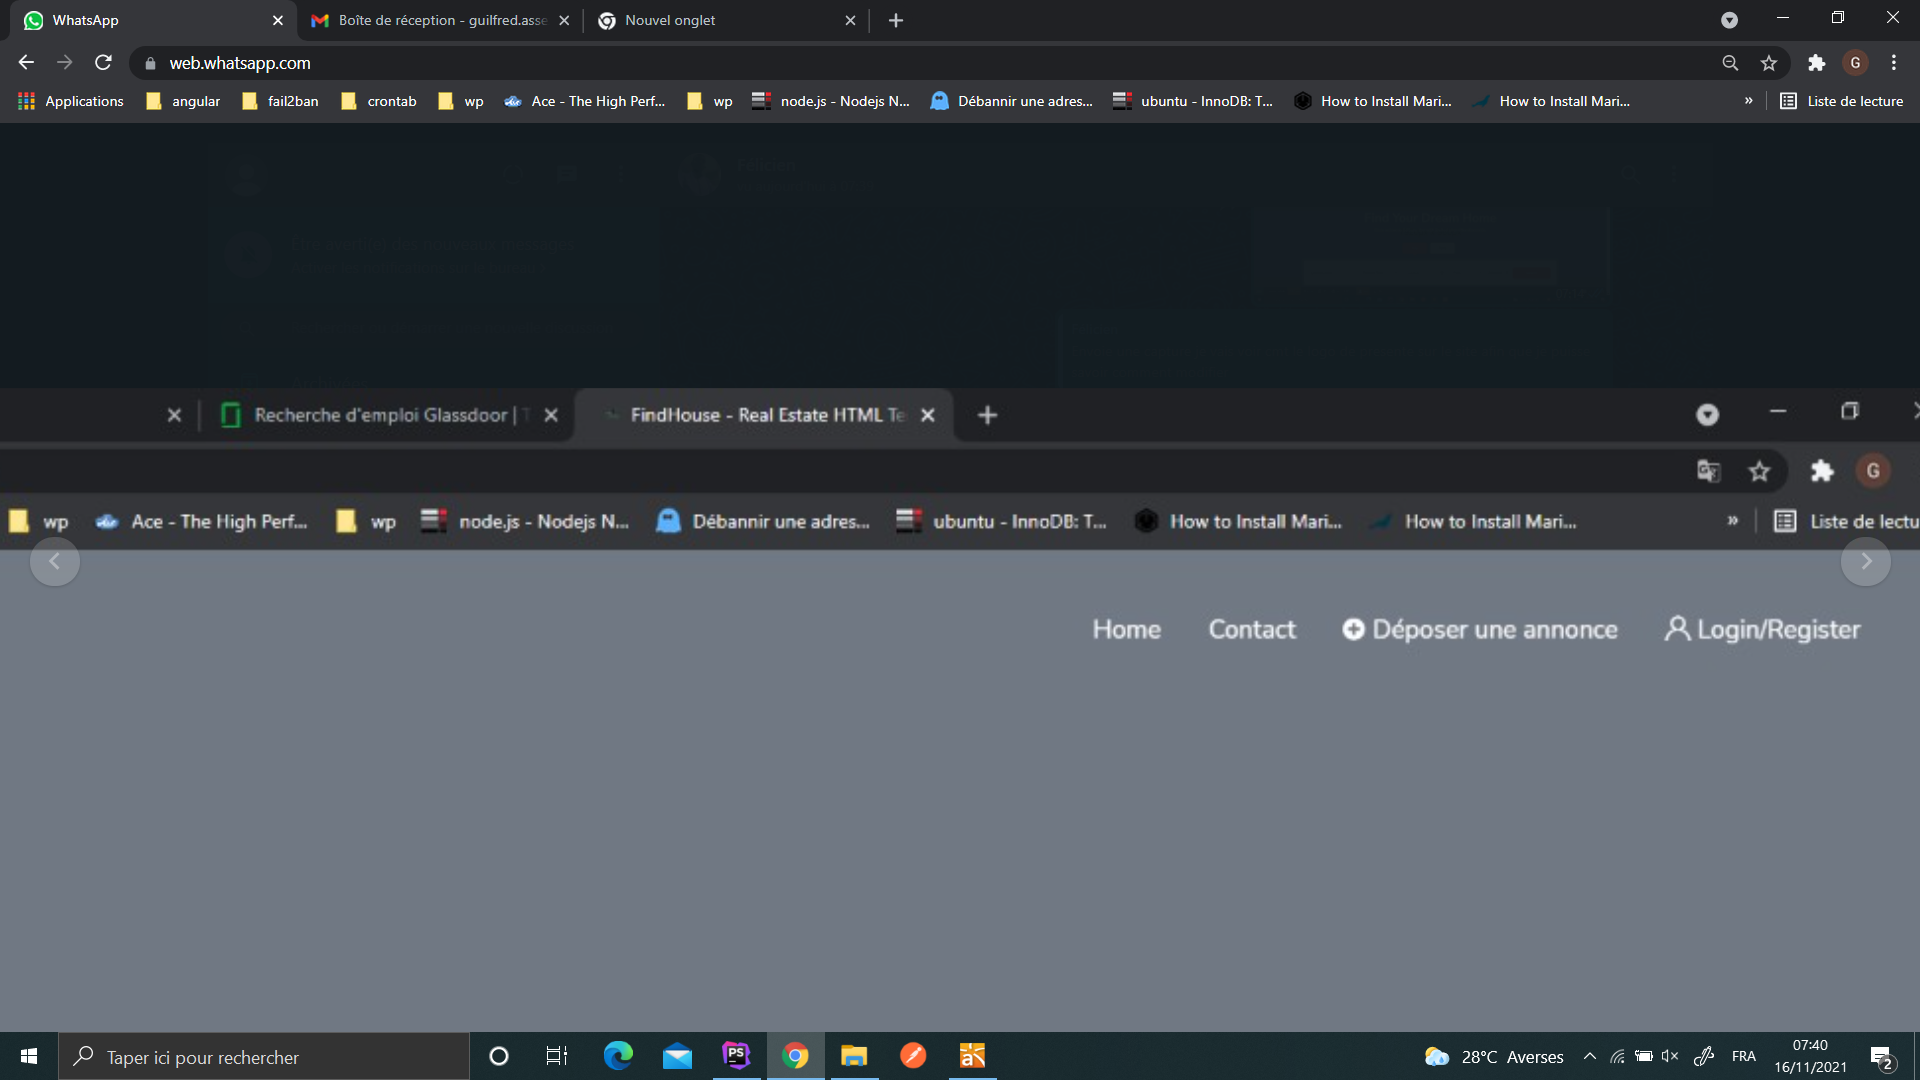 WhatsApp
Boîte de réception - guilfred.asse
Nouvel onglet
web.whatsapp.com
G
Applications
angular
fail2ban
crontab
wp
Ace - The High Perf...
wp
node.js - Nodejs N...
Débannir une adres...
ubuntu - InnoDB: T...
How to Install Mari...
How to Install Mari...
»
Liste de lecture
Recherche d'emploi Glassdoor |
FindHouse - Real Estate HTML Te
G
wp
Ace - The High Perf...
wp
node.js - Nodejs N...
Débannir une adres...
ubuntu - InnoDB: T...
How to Install Mari...
How to Install Mari...
»
Liste de lectu
Home
Contact
Déposer une annonce
Login/Register
Taper ici pour rechercher
PS
28°C Averses
FRA
07:40
16/11/2021
2